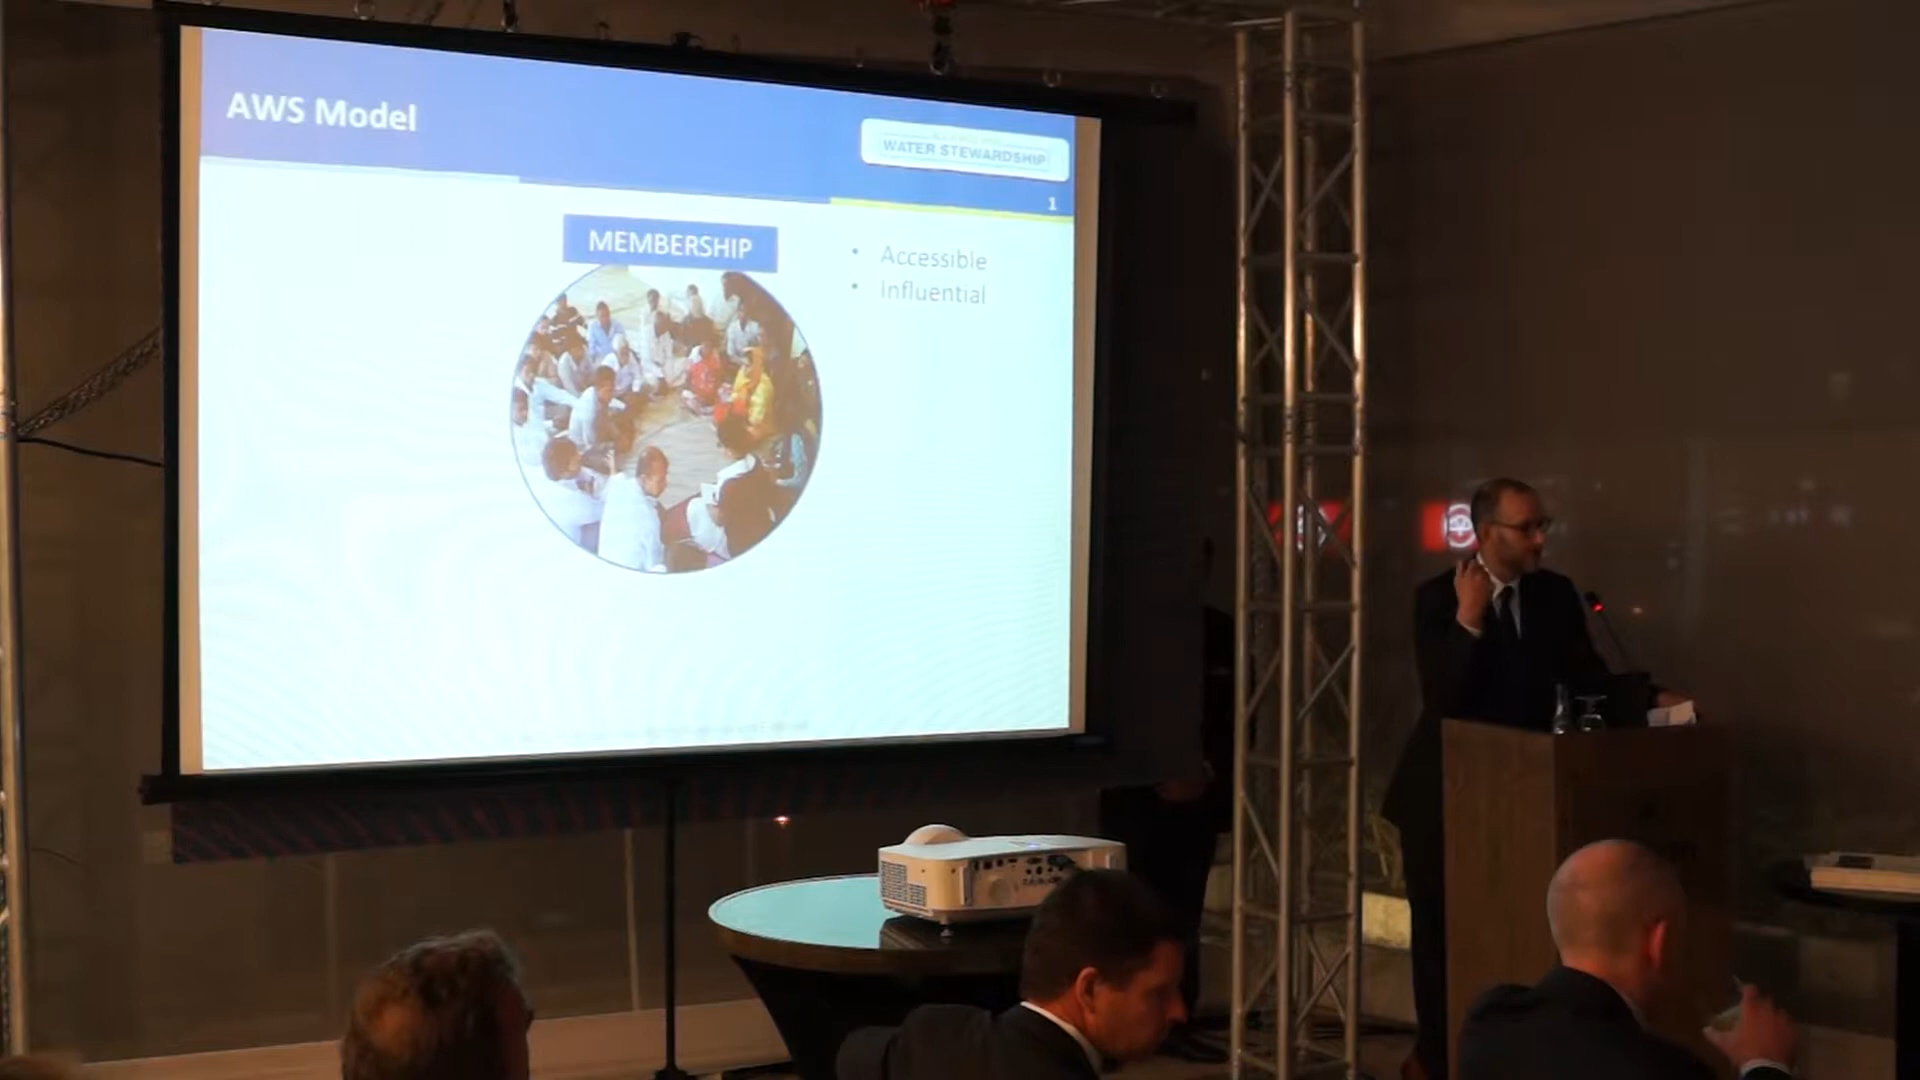 AWS Model
WATER STEWARDSHIP
1
MEMBERSHIP
• Accessible
• Influential